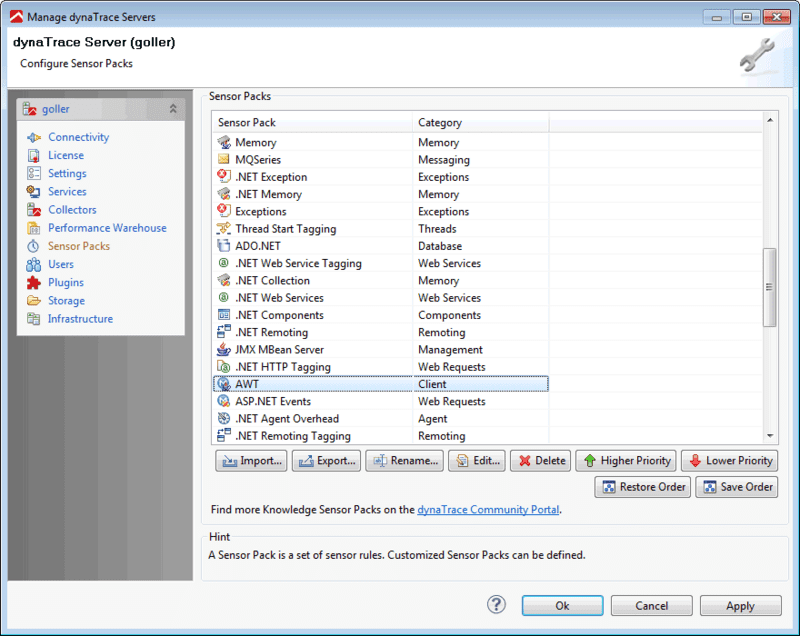 Manage dynaTrace Servers
dynaTrace Server (goller)
Configure Sensor Packs
goller
Connectivity
License
Settings
Services
Collectors
Performance Warehouse
Sensor Packs
Users
Plugins
Storage
Infrastructure
Sensor Packs
Sensor Pack Category
Memory Memory
MQSeries Messaging
.NET Exception Exceptions
.NET Memory Memory
Exceptions Exceptions
Thread Start Tagging Threads
ADO.NET Database
.NET Web Service Tagging Web Services
.NET Collection Memory
.NET Web Services Web Services
.NET Components Components
.NET Remoting Remoting
JMX MBean Server Management
.NET HTTP Tagging Web Requests
AWT Client
ASP.NET Events Web Requests
.NET Agent Overhead Agent
.NET Remoting Tagging Remoting
Import... Export... Rename... Edit... Delete Higher Priority Lower Priority
Restore Order Save Order
Find more Knowledge Sensor Packs on the dynaTrace Community Portal.
Hint
A Sensor Pack is a set of sensor rules. Customized Sensor Packs can be defined.
? Ok Cancel Apply